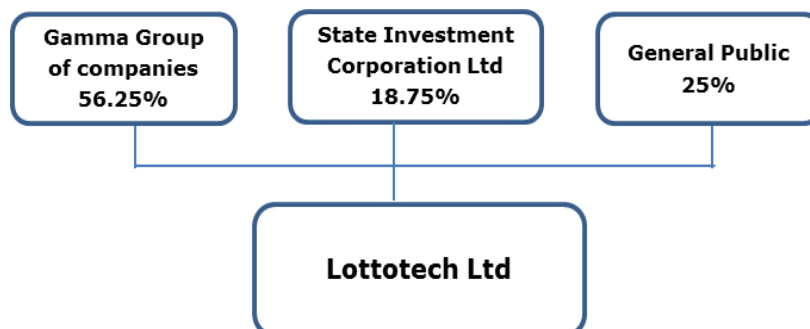 Gamma Group
of companies
56.25%
State Investment
Corporation Ltd
18.75%
General Public
25%
Lottotech Ltd